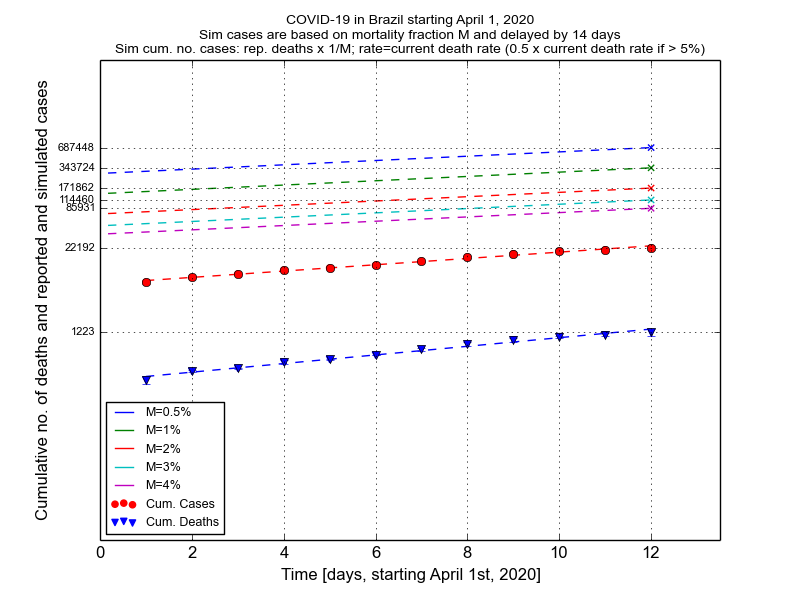 COVID-19 in Brazil starting April 1, 2020
Sim cases are based on mortality fraction M and delayed by 14 days
Sim cum. no. cases: rep. deaths x 1/M; rate=current death rate (0.5 x current death rate if > 5%)
Cumulative no. of deaths and reported and simulated cases
687448
343724
171862
114460
85931
22192
1223
M=0.5%
M=1%
M=2%
M=3%
M=4%
Cum. Cases
Cum. Deaths
0 2 4 6 8 10 12
Time [days, starting April 1st, 2020]